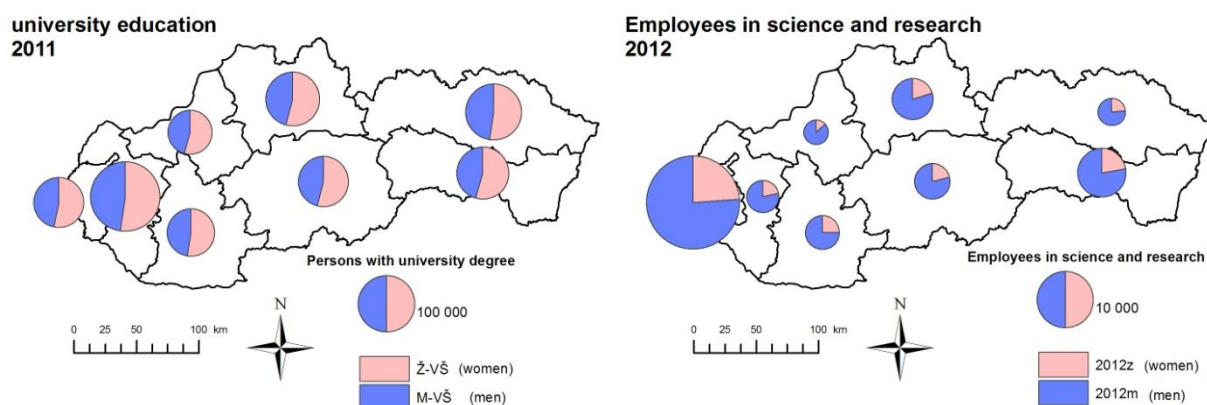 university education
2011
Persons with university degree
100 000
N
0 25 50 100 km
Ž-VŠ (women)
M-VŠ (men)
Employees in science and research
2012
Employees in science and research
10 000
N
0 25 50 100 km
2012z (women)
2012m (men)